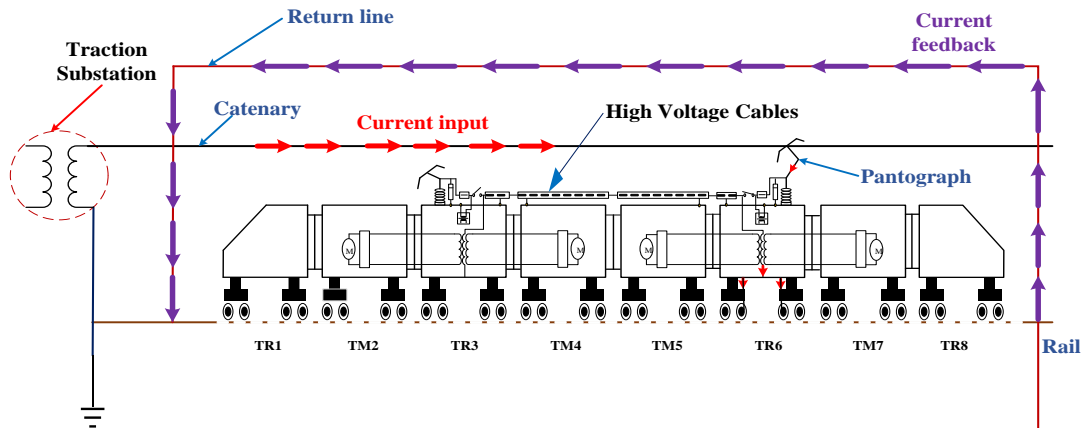 Return line
Current
feedback
Traction
Substation
Catenary
Current input
High Voltage Cables
Pantograph
M
M
M
M
TR1
TM2
TR3
TM4
TM5
TR6
TM7
TR8
Rail